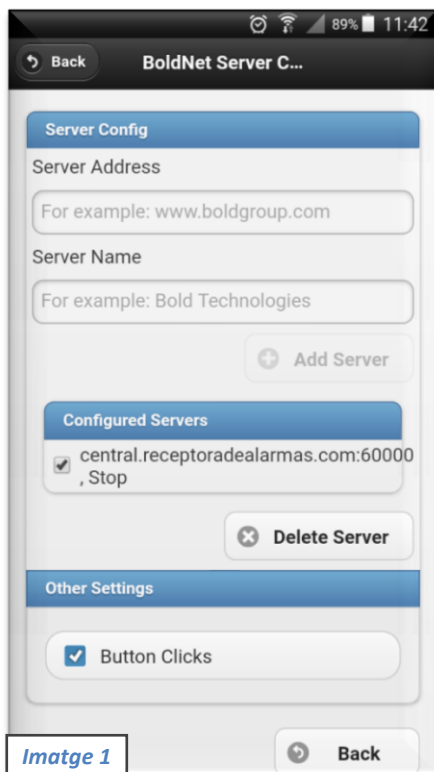 89% 11:42
Back BoldNet Server C...
Server Config
Server Address
For example: www.boldgroup.com
Server Name
For example: Bold Technologies
Add Server
Configured Servers
central.receptoradealarmas.com:60000
, Stop
Delete Server
Other Settings
Button Clicks
Imatge 1
Back